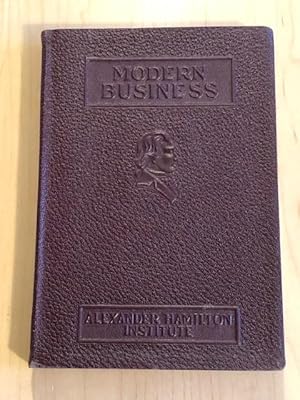 MODERN
BUSINESS
ALEXANDER HAMILTON
INSTITUTE